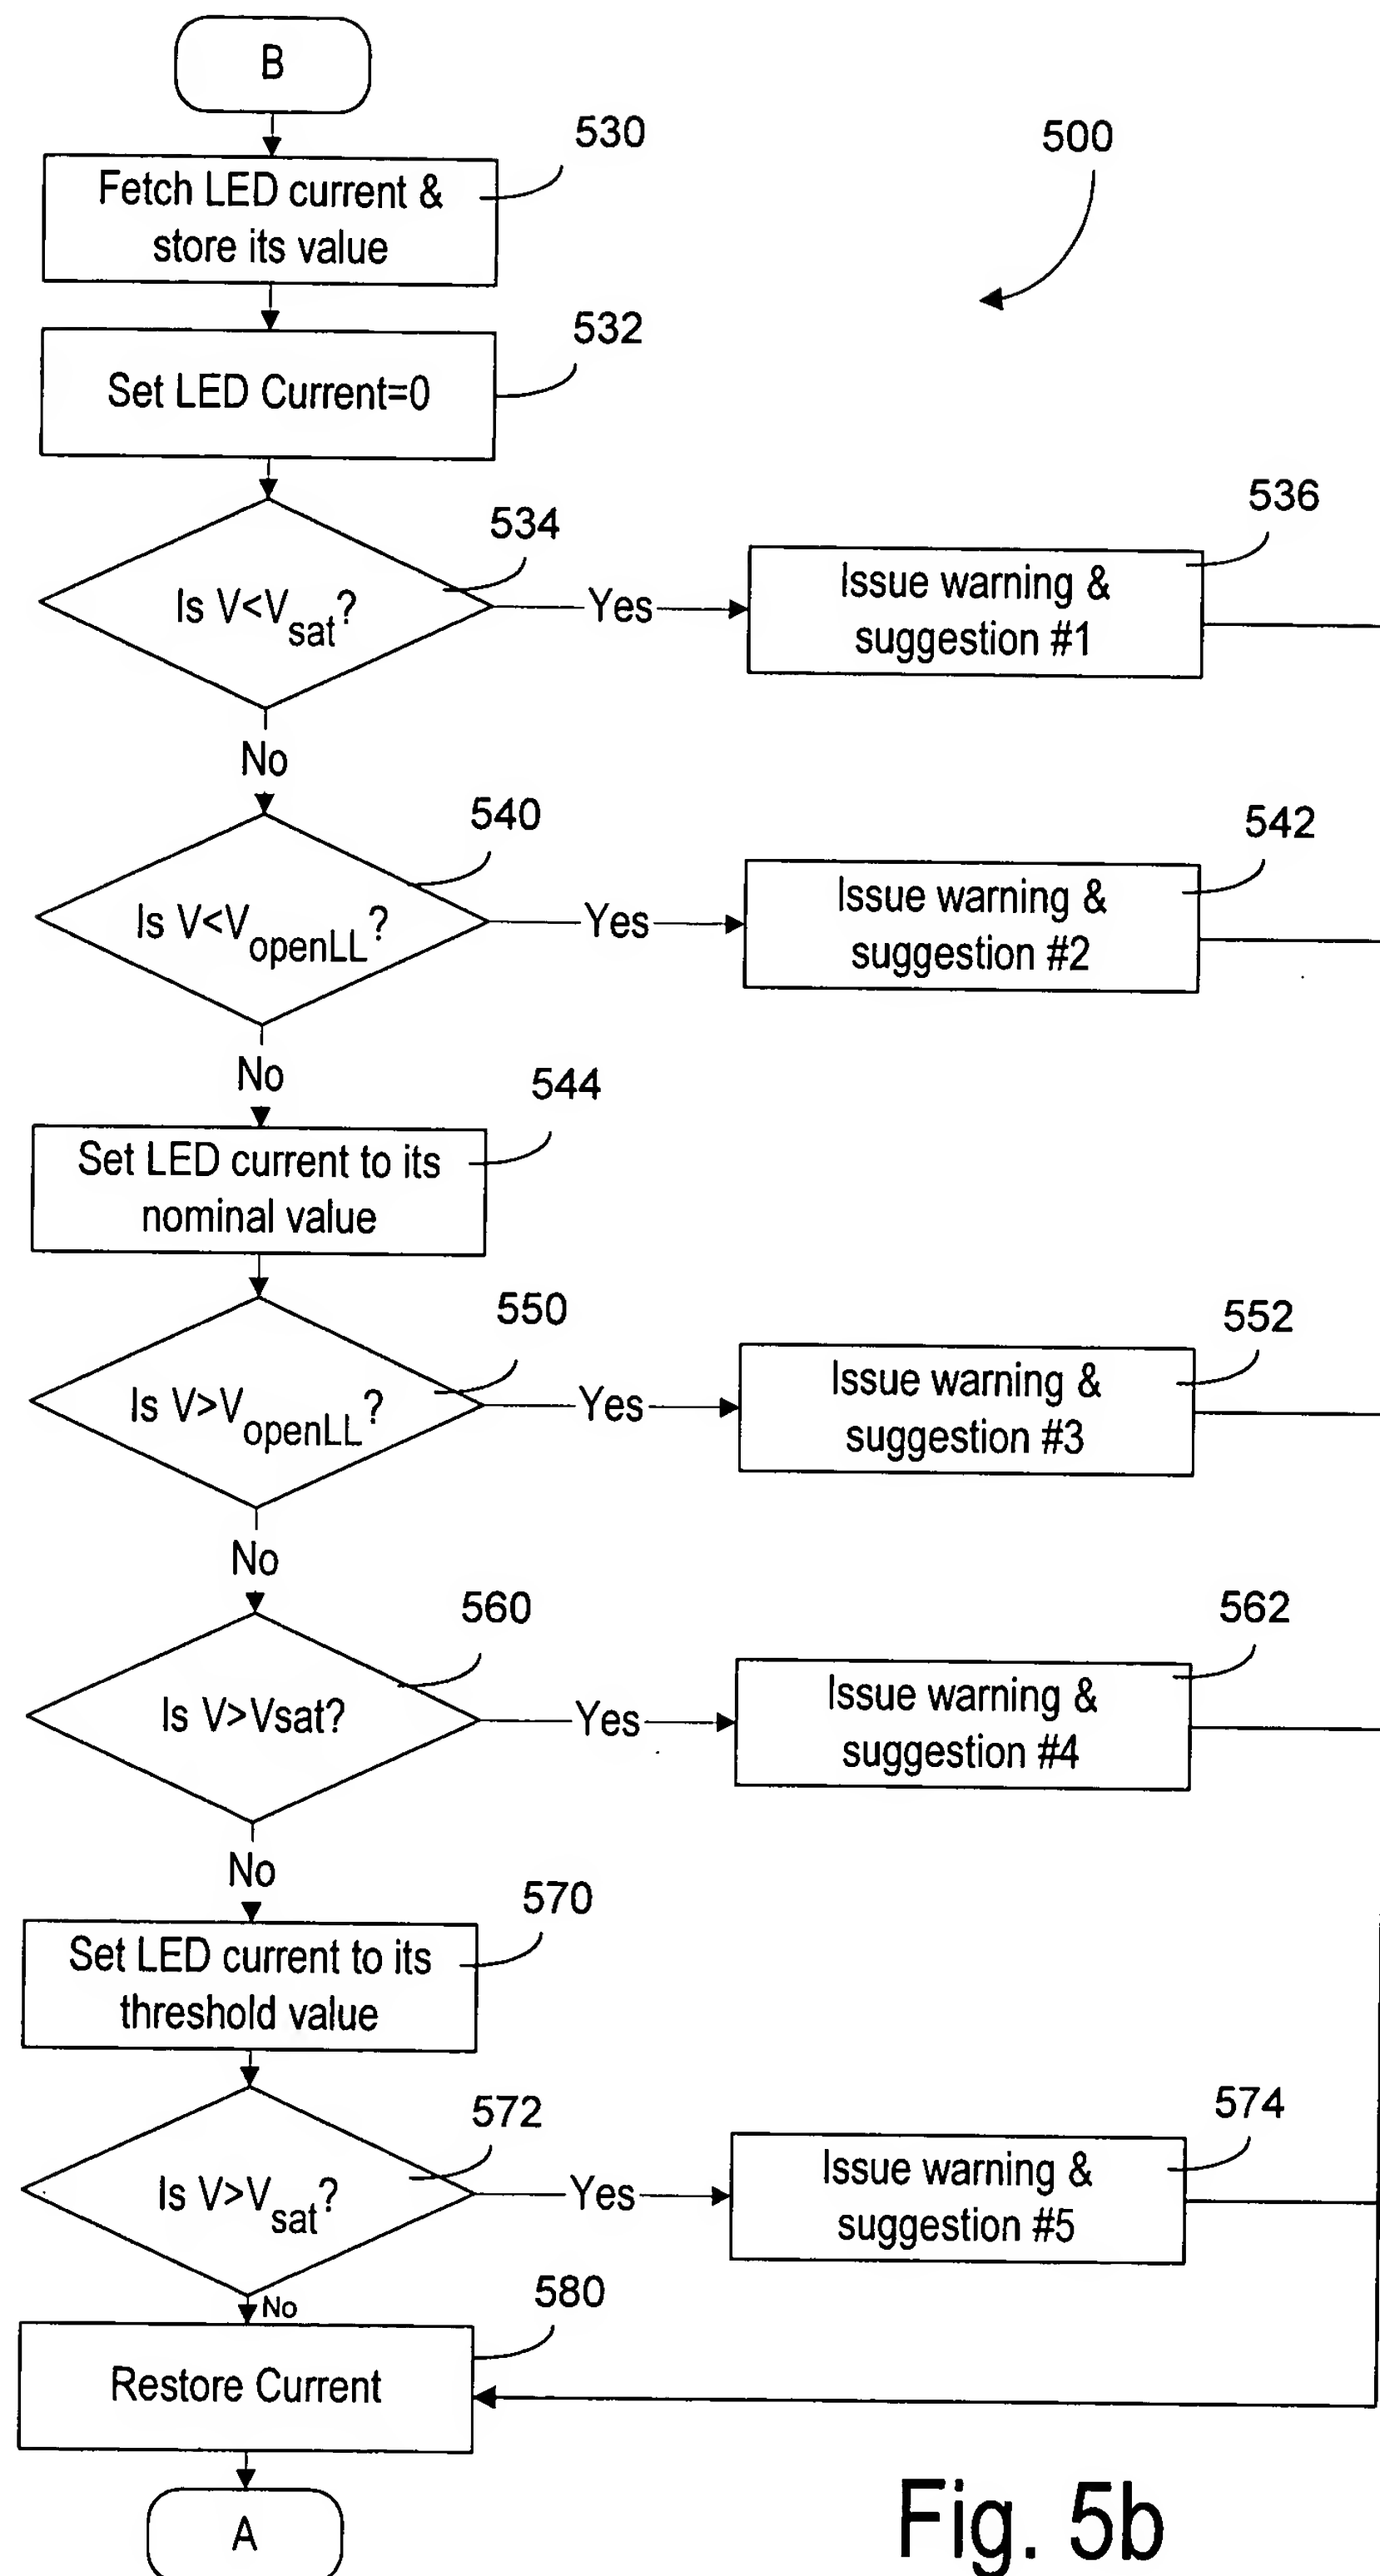 B
530
500
Fetch LED current &
store its value
532
Set LED Current=0
534
536
Is V<Vsat?
Yes
Issue warning &
suggestion #1
No
540
542
Is V<VopenLL?
Yes
Issue warning &
suggestion #2
No
544
Set LED current to its
nominal value
550
552
Is V>VopenLL?
Yes
Issue warning &
suggestion #3
No
560
562
Is V>Vsat?
Yes
Issue warning &
suggestion #4
No
570
Set LED current to its
threshold value
572
574
Is V>Vsat?
Yes
Issue warning &
suggestion #5
No
580
Restore Current
A
Fig. 5b